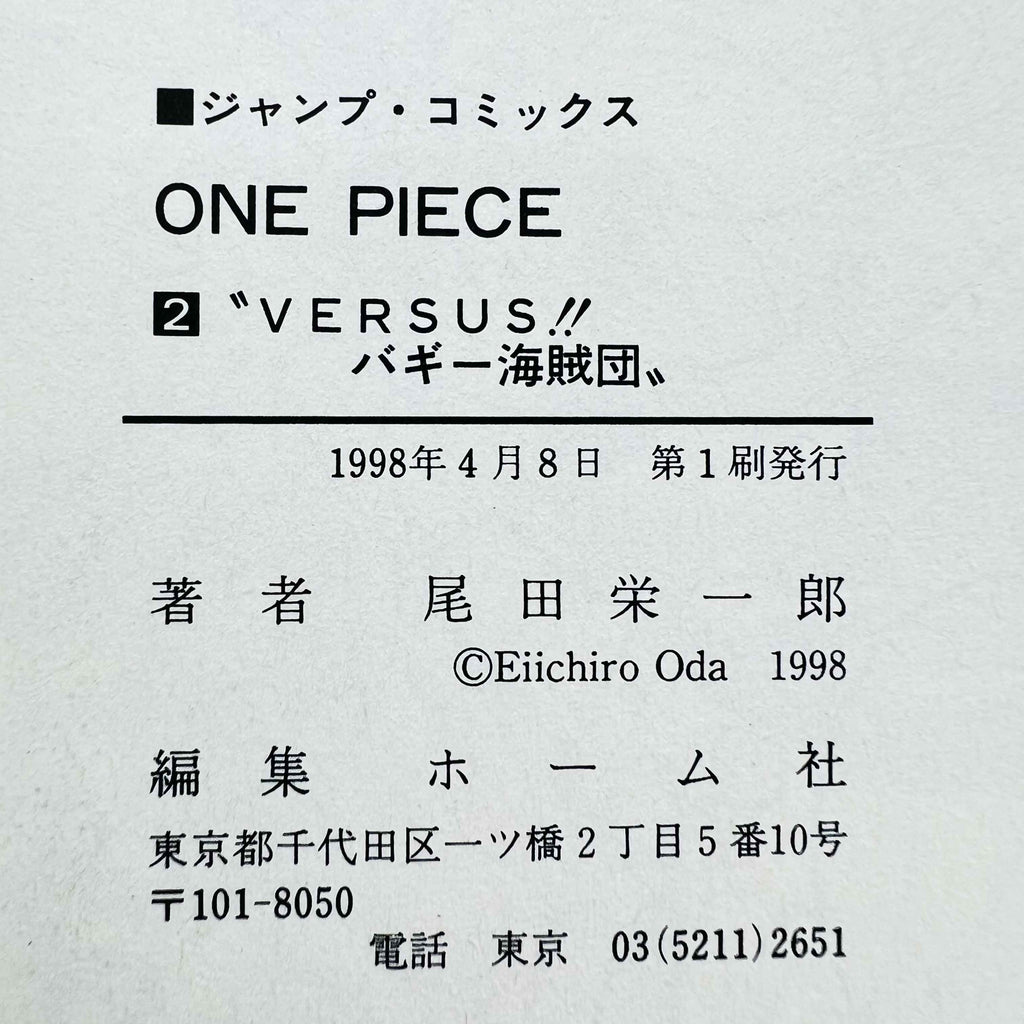 ■ジャンプ・コミックス
ONE PIECE
2 〝VERSUS!!
バギー海賊団〟
1998年4月8日　第1刷発行
著者　尾田栄一郎
©Eiichiro Oda　1998
編集　ホーム社
東京都千代田区一ツ橋2丁目5番10号
〒101-8050
電話　東京　03(5211)2651